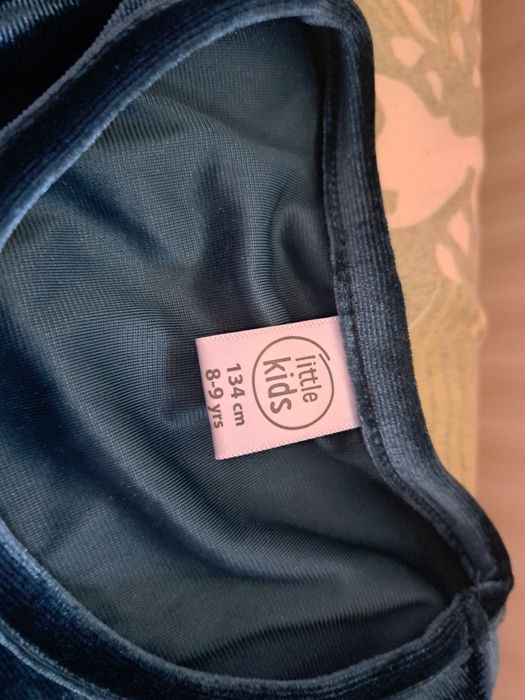 little
kids
134 cm
8-9 yrs